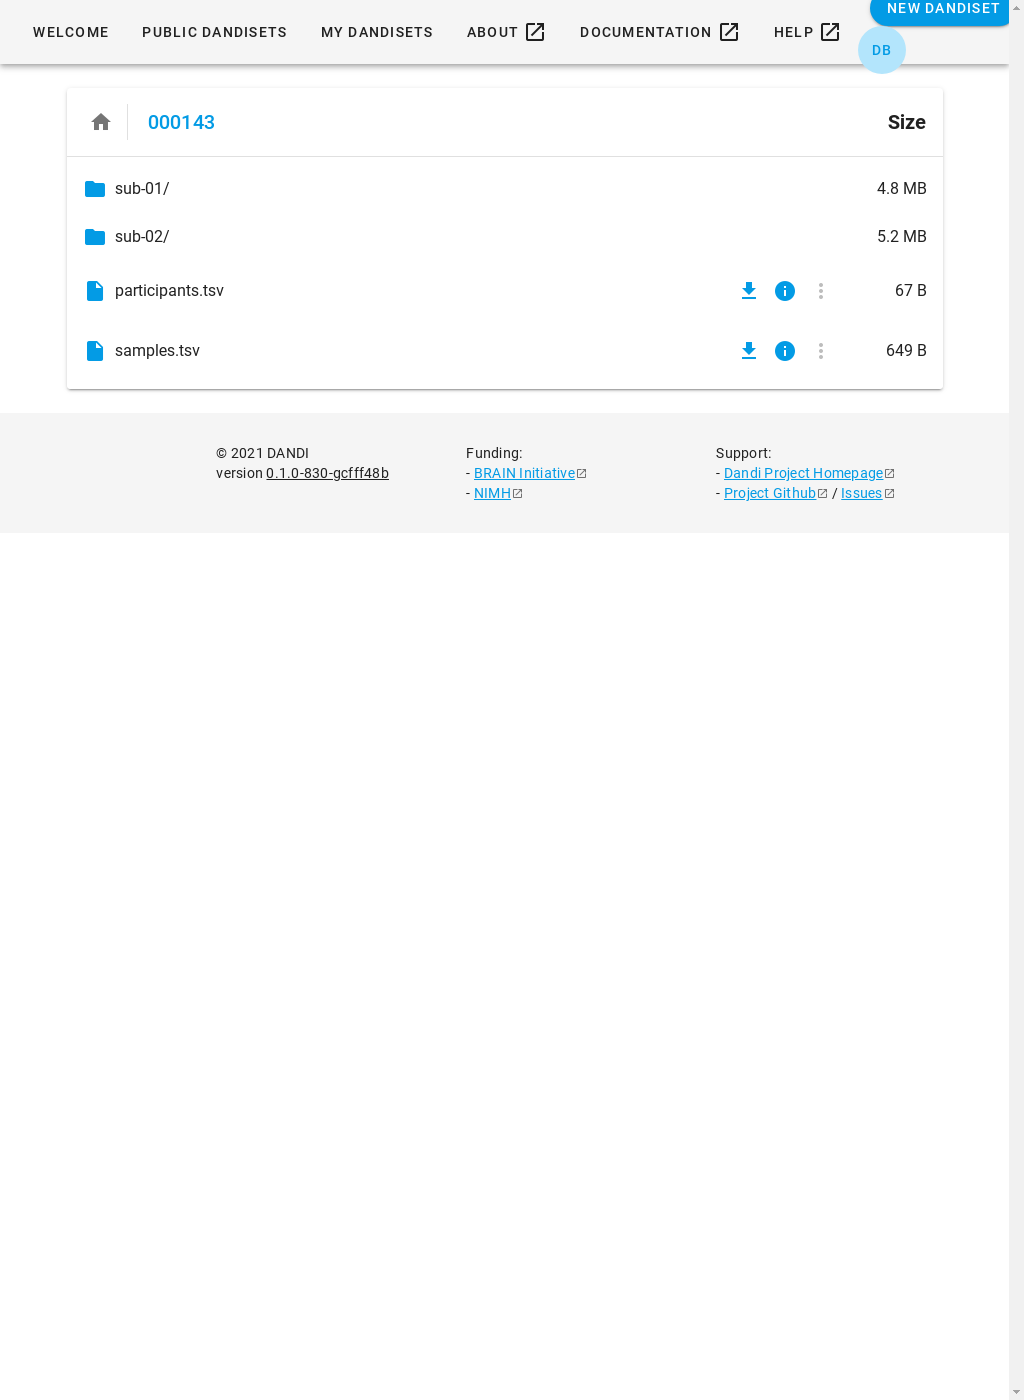 NEW DANDISET
WELCOME PUBLIC DANDISETS MY DANDISETS ABOUT DOCUMENTATION HELP
DB
000143 Size
sub-01/ 4.8 MB
sub-02/ 5.2 MB
participants.tsv 67 B
samples.tsv 649 B
© 2021 DANDI Funding: Support:
version 0.1.0-830-gcfff48b - BRAIN Initiative - Dandi Project Homepage
- NIMH - Project Github / Issues